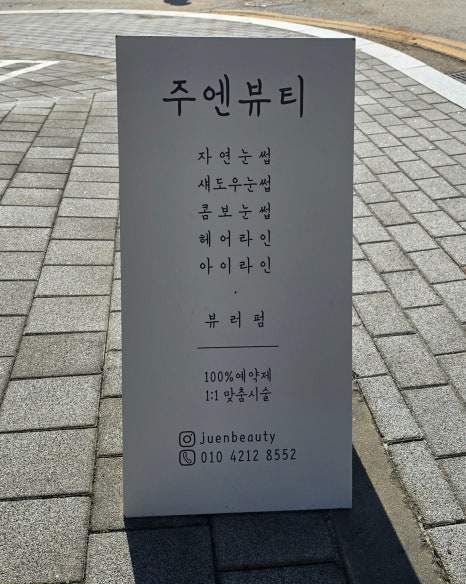 주엔뷰티
자연눈썹
섀도우눈썹
콤보눈썹
헤어라인
아이라인
·
뷰러펌
100%예약제
1:1 맞춤시술
juenbeauty
010 4212 8552